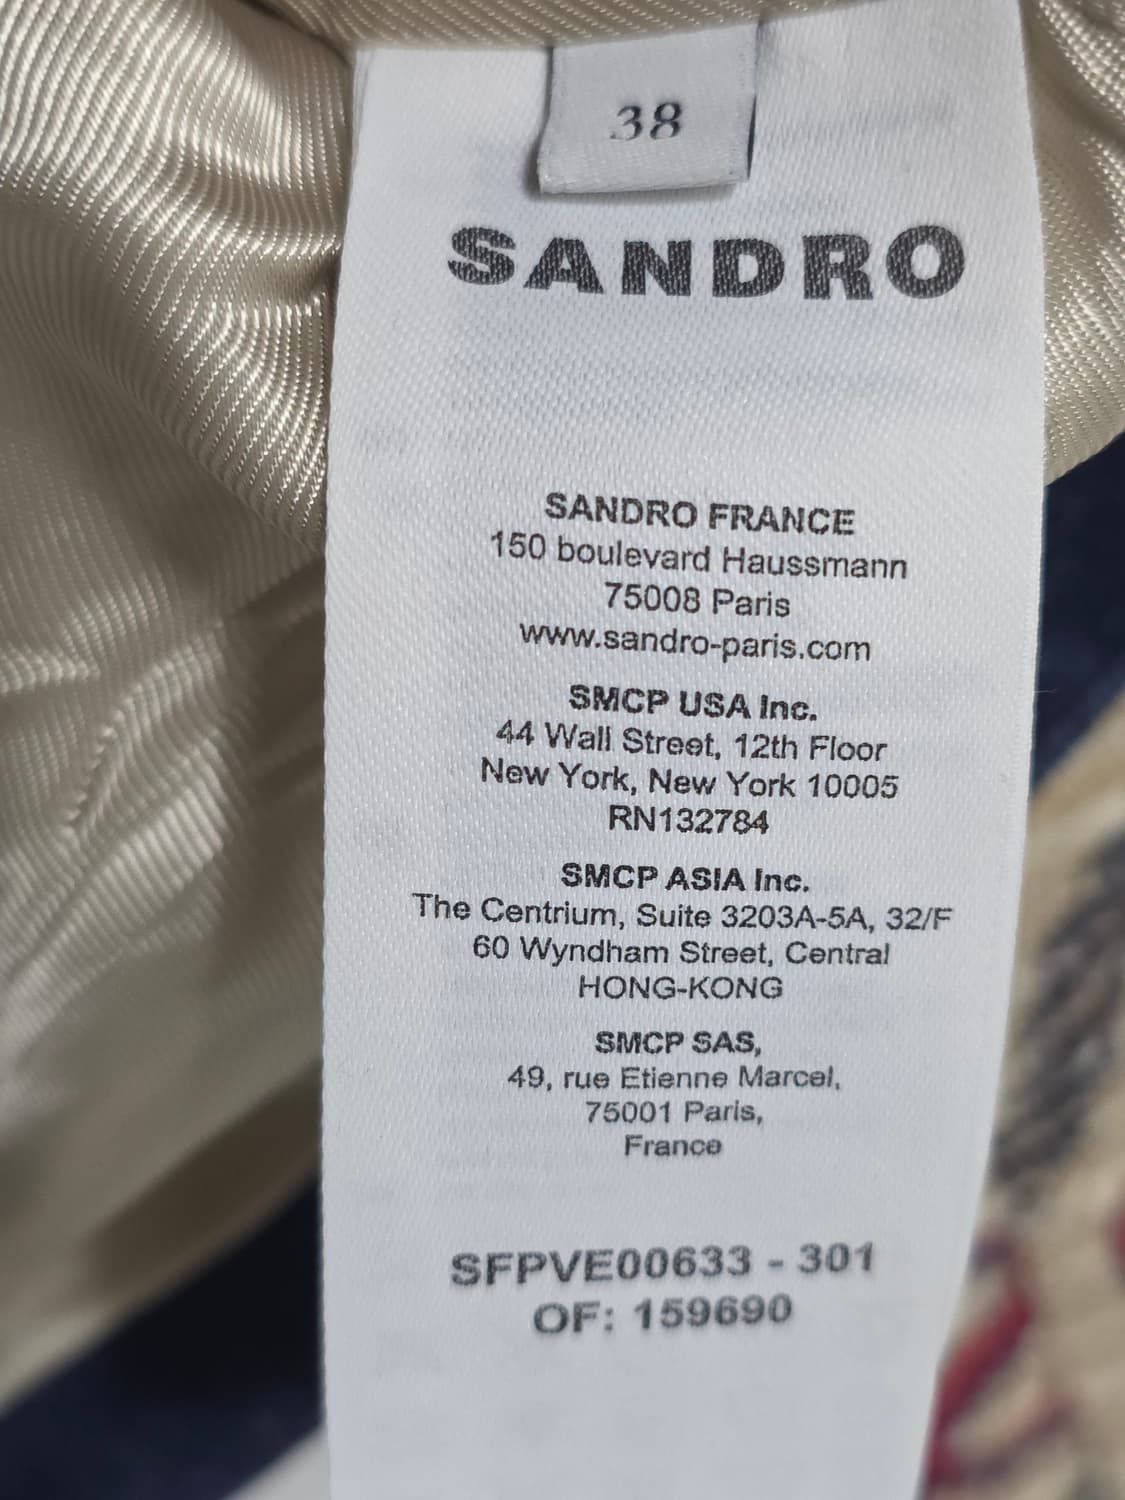 38
SANDRO
SANDRO FRANCE
150 boulevard Haussmann
75008 Paris
www.sandro-paris.com
SMCP USA Inc.
44 Wall Street, 12th Floor
New York, New York 10005
RN132784
SMCP ASIA Inc.
The Centrium, Suite 3203A-5A, 32/F
60 Wyndham Street, Central
HONG-KONG
SMCP SAS,
49, rue Etienne Marcel,
75001 Paris,
France
SFPVE00633 - 301
OF: 159690